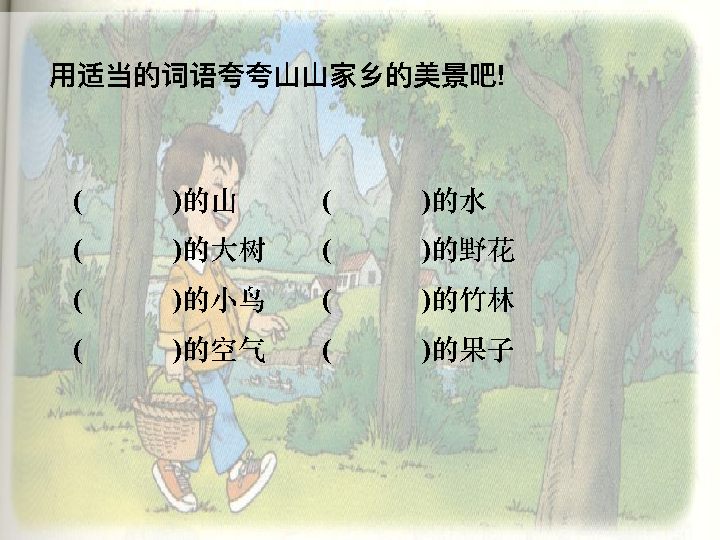 用适当的词语夸夸山山家乡的美景吧!
(　　　)的山　　(　　　)的水
(　　　)的大树　　(　　　)的野花
(　　　)的小鸟　　(　　　)的竹林
(　　　)的空气　　(　　　)的果子